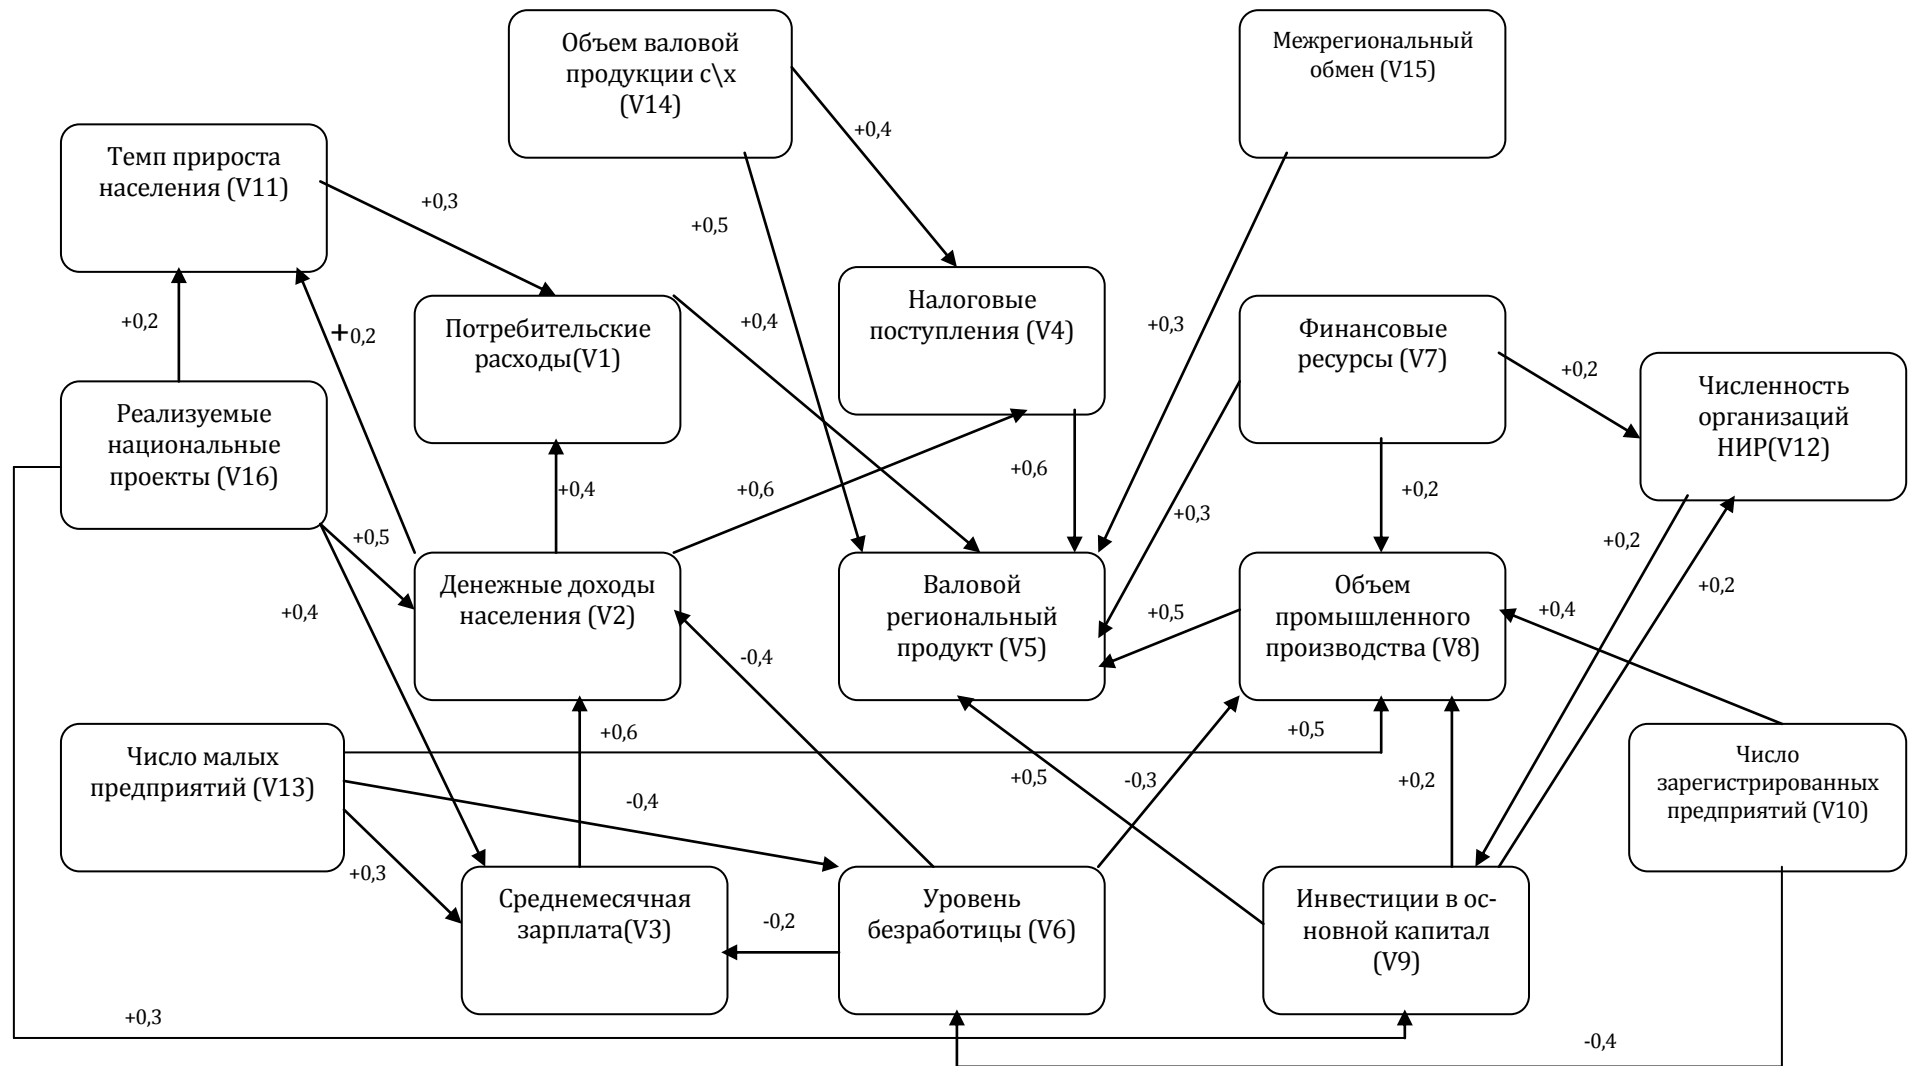 Объем валовой
продукции с\х
(V14)
Межрегиональный
обмен (V15)
+0,4
Темп прироста
населения (V11)
+0,3
+0,5
Налоговые
поступления (V4)
+0,2
+0,2
Потребительские
расходы(V1)
+0,4
+0,3
Финансовые
ресурсы (V7)
+0,2
Численность
организаций
НИР(V12)
Реализуемые
национальные
проекты (V16)
+0,4
+0,6
+0,6
+0,3
+0,2
+0,5
+0,2
+0,4
Денежные доходы
населения (V2)
-0,4
Валовой
региональный
продукт (V5)
+0,5
Объем
промышленного
производства (V8)
+0,4
+0,2
Число малых
предприятий (V13)
+0,6
+0,5
-0,4
+0,5
-0,3
+0,2
Число
зарегистрированных
предприятий (V10)
+0,3
Среднемесячная
зарплата(V3)
-0,2
Уровень
безработицы (V6)
Инвестиции в ос-
новной капитал
(V9)
+0,3
-0,4